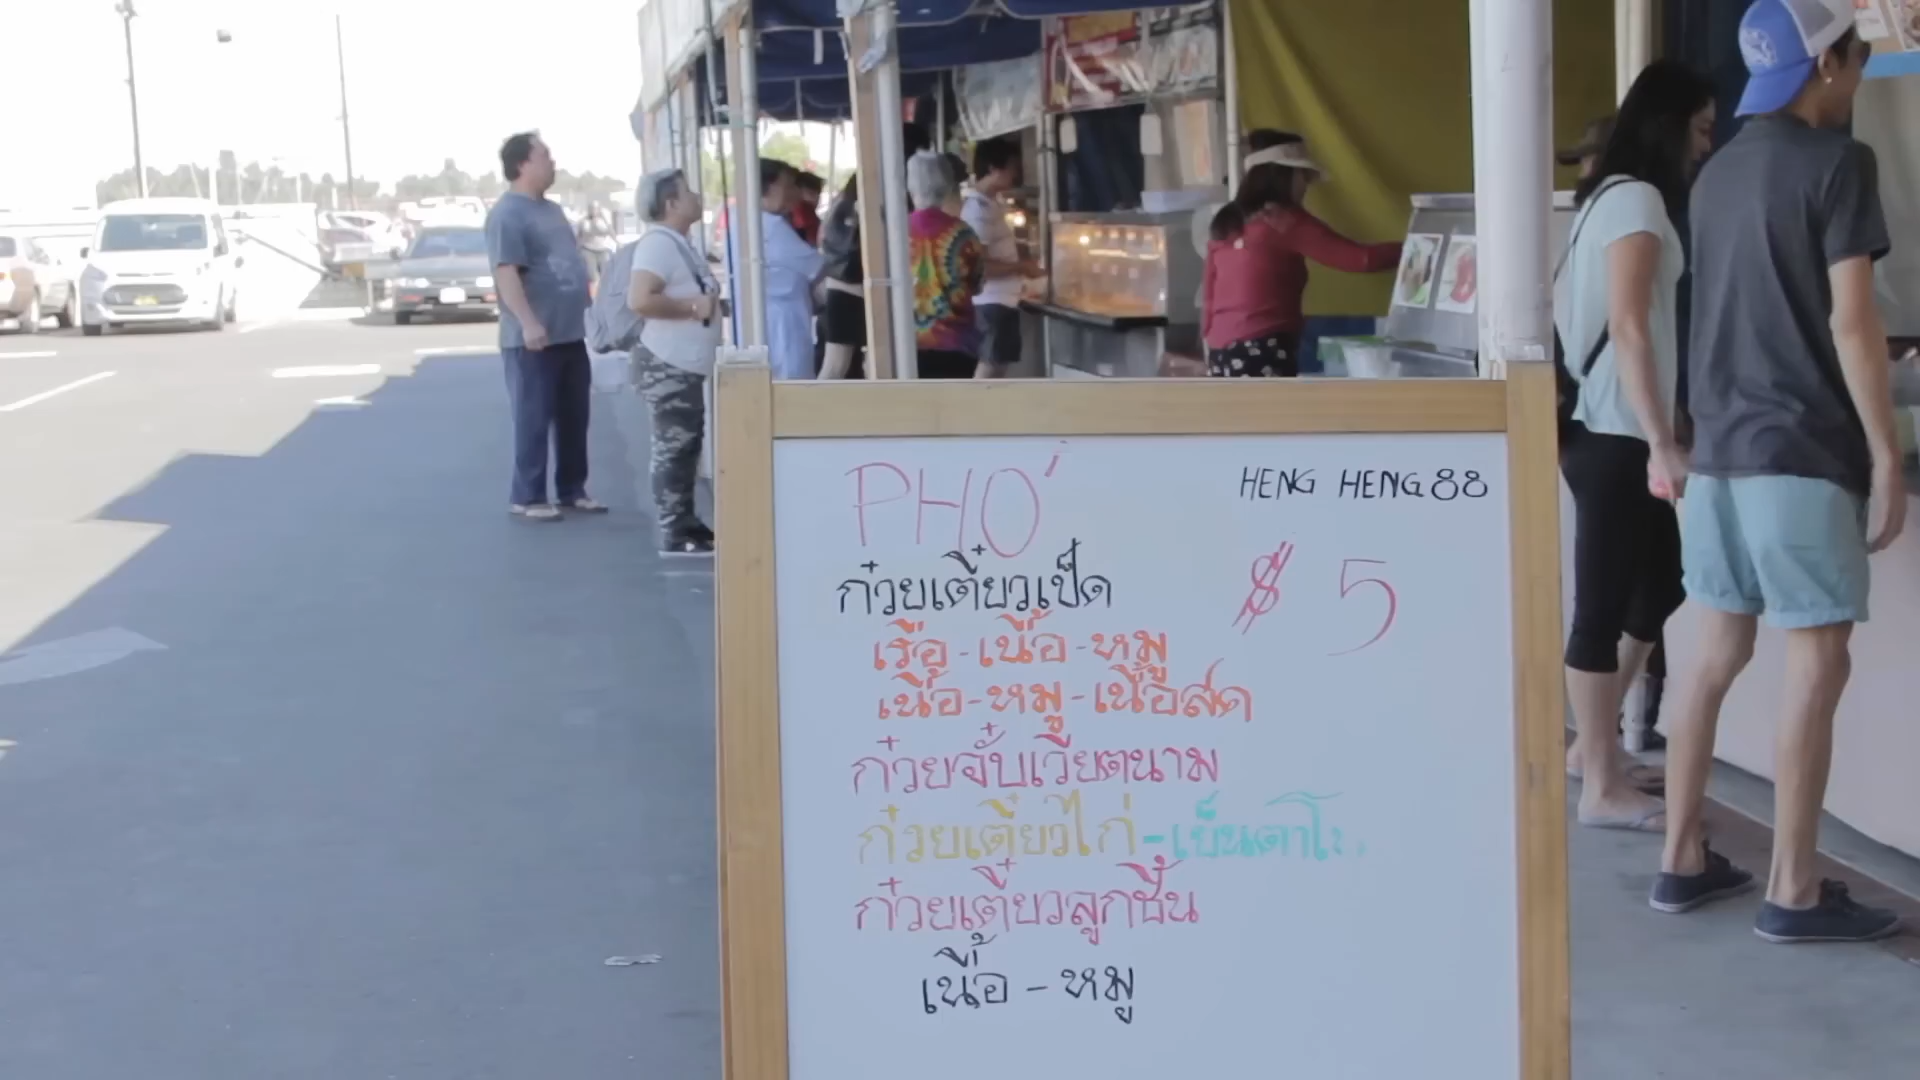 PHO'
HENG HENG 88
ก๋วยเตี๋ยวเป็ด
$ 5
เรือ - เนื้อ - หมู
เนื้อ - หมู - เนื้อสด
ก๋วยจั๋บเวียตนาม
ก๋วยเตี๋ยวไก่ - เย็นตาโฟ
ก๋วยเตี๋ยวลูกชิ้น
เนื้อ - หมู